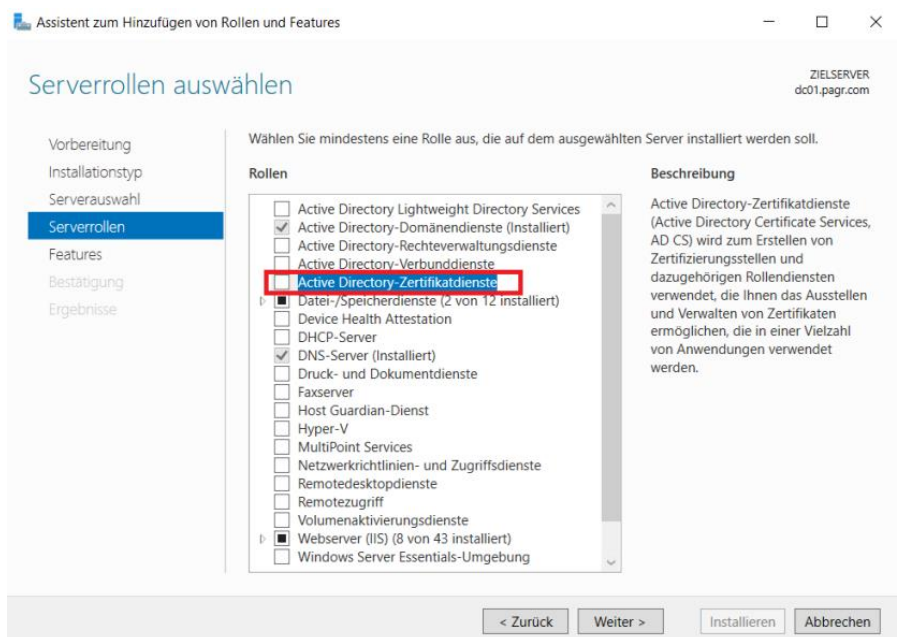 Assistent zum Hinzufügen von Rollen und Features
Serverrollen auswählen
ZIELSERVER
dc01.pagr.com
Vorbereitung
Installationstyp
Serverauswahl
Serverrollen
Features
Bestätigung
Ergebnisse
Wählen Sie mindestens eine Rolle aus, die auf dem ausgewählten Server installiert werden soll.
Rollen
Active Directory Lightweight Directory Services
Active Directory-Domänendienste (Installiert)
Active Directory-Rechteverwaltungsdienste
Active Directory-Verbunddienste
Active Directory-Zertifikatdienste
Datei-/Speicherdienste (2 von 12 installiert)
Device Health Attestation
DHCP-Server
DNS-Server (Installiert)
Druck- und Dokumentdienste
Faxserver
Host Guardian-Dienst
Hyper-V
MultiPoint Services
Netzwerkrichtlinien- und Zugriffsdienste
Remotedesktopdienste
Remotezugriff
Volumenaktivierungsdienste
Webserver (IIS) (8 von 43 installiert)
Windows Server Essentials-Umgebung
Beschreibung
Active Directory-Zertifikatdienste
(Active Directory Certificate Services,
AD CS) wird zum Erstellen von
Zertifizierungsstellen und
dazugehörigen Rollendiensten
verwendet, die Ihnen das Ausstellen
und Verwalten von Zertifikaten
ermöglichen, die in einer Vielzahl
von Anwendungen verwendet
werden.
< Zurück
Weiter >
Installieren
Abbrechen